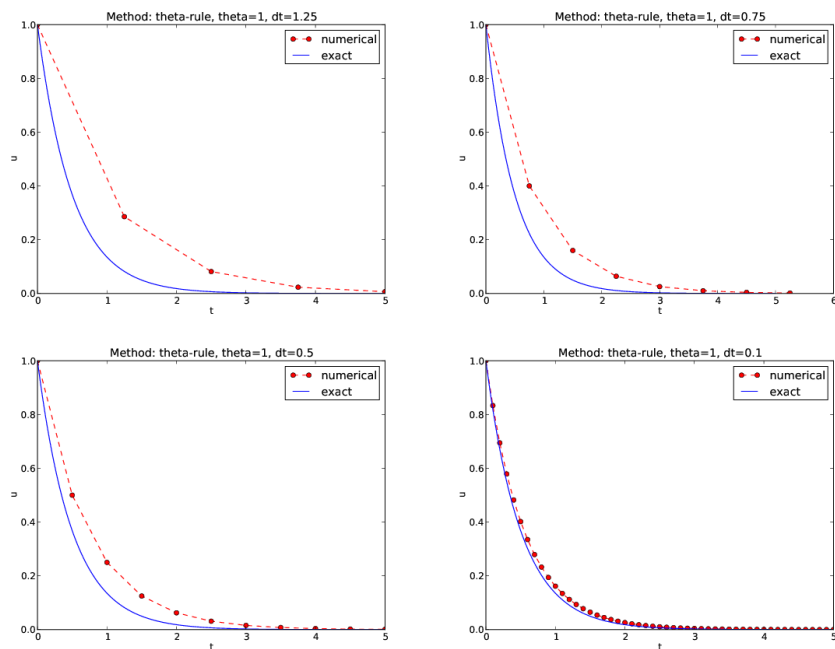 Method: theta-rule, theta=1, dt=1.25
numerical
exact
1.0
0.8
0.6
0.4
0.2
0.0
u
0 1 2 3 4 5
t
Method: theta-rule, theta=1, dt=0.75
numerical
exact
1.0
0.8
0.6
0.4
0.2
0.0
u
0 1 2 3 4 5 6
t
Method: theta-rule, theta=1, dt=0.5
numerical
exact
1.0
0.8
0.6
0.4
0.2
0.0
u
0 1 2 3 4 5
t
Method: theta-rule, theta=1, dt=0.1
numerical
exact
1.0
0.8
0.6
0.4
0.2
0.0
u
0 1 2 3 4 5
t